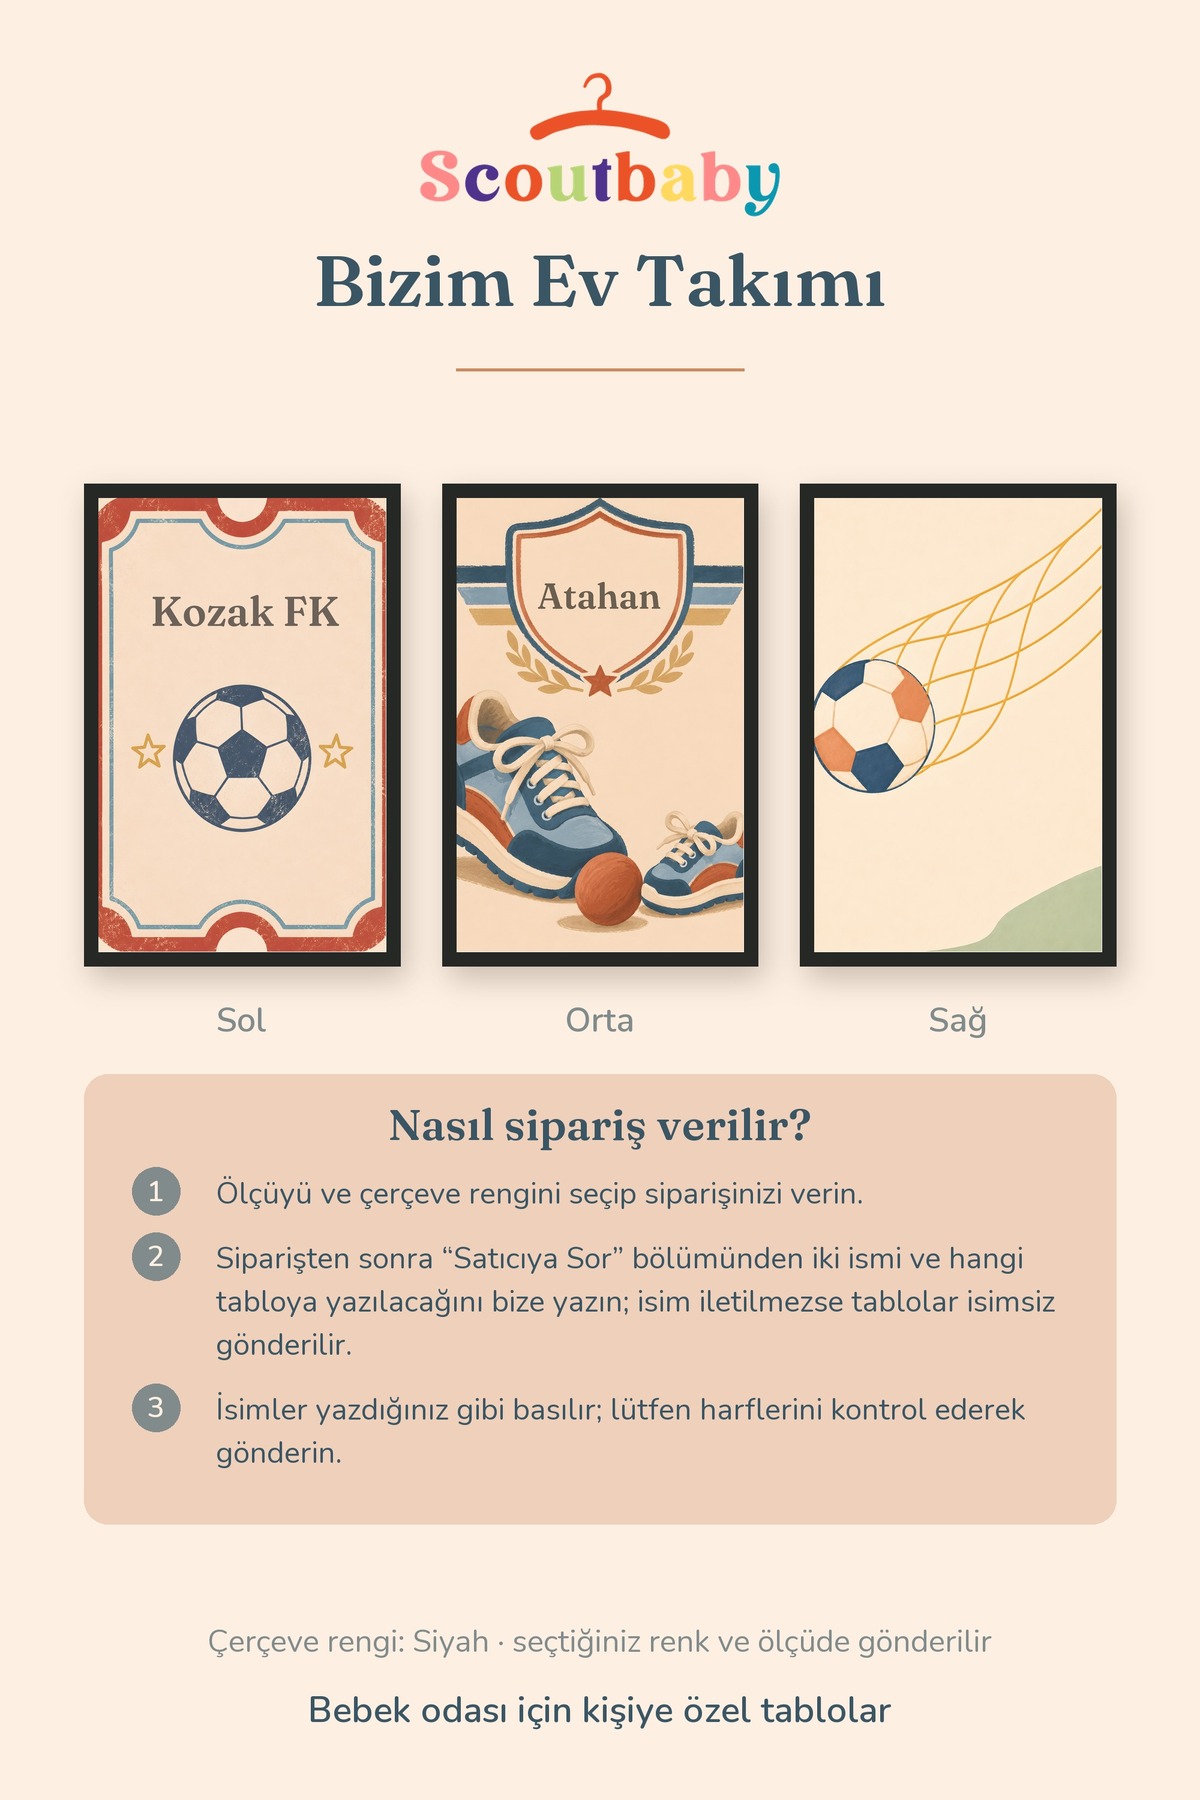 Scoutbaby
Bizim Ev Takımı
Kozak FK
Atahan
Sol
Orta
Sağ
Nasıl sipariş verilir?
1 Ölçüyü ve çerçeve rengini seçip siparişinizi verin.
2 Siparişten sonra “Satıcıya Sor” bölümünden iki ismi ve hangi
tabloya yazılacağını bize yazın; isim iletilmezse tablolar isimsiz
gönderilir.
3 İsimler yazdığınız gibi basılır; lütfen harflerini kontrol ederek
gönderin.
Çerçeve rengi: Siyah · seçtiğiniz renk ve ölçüde gönderilir
Bebek odası için kişiye özel tablolar